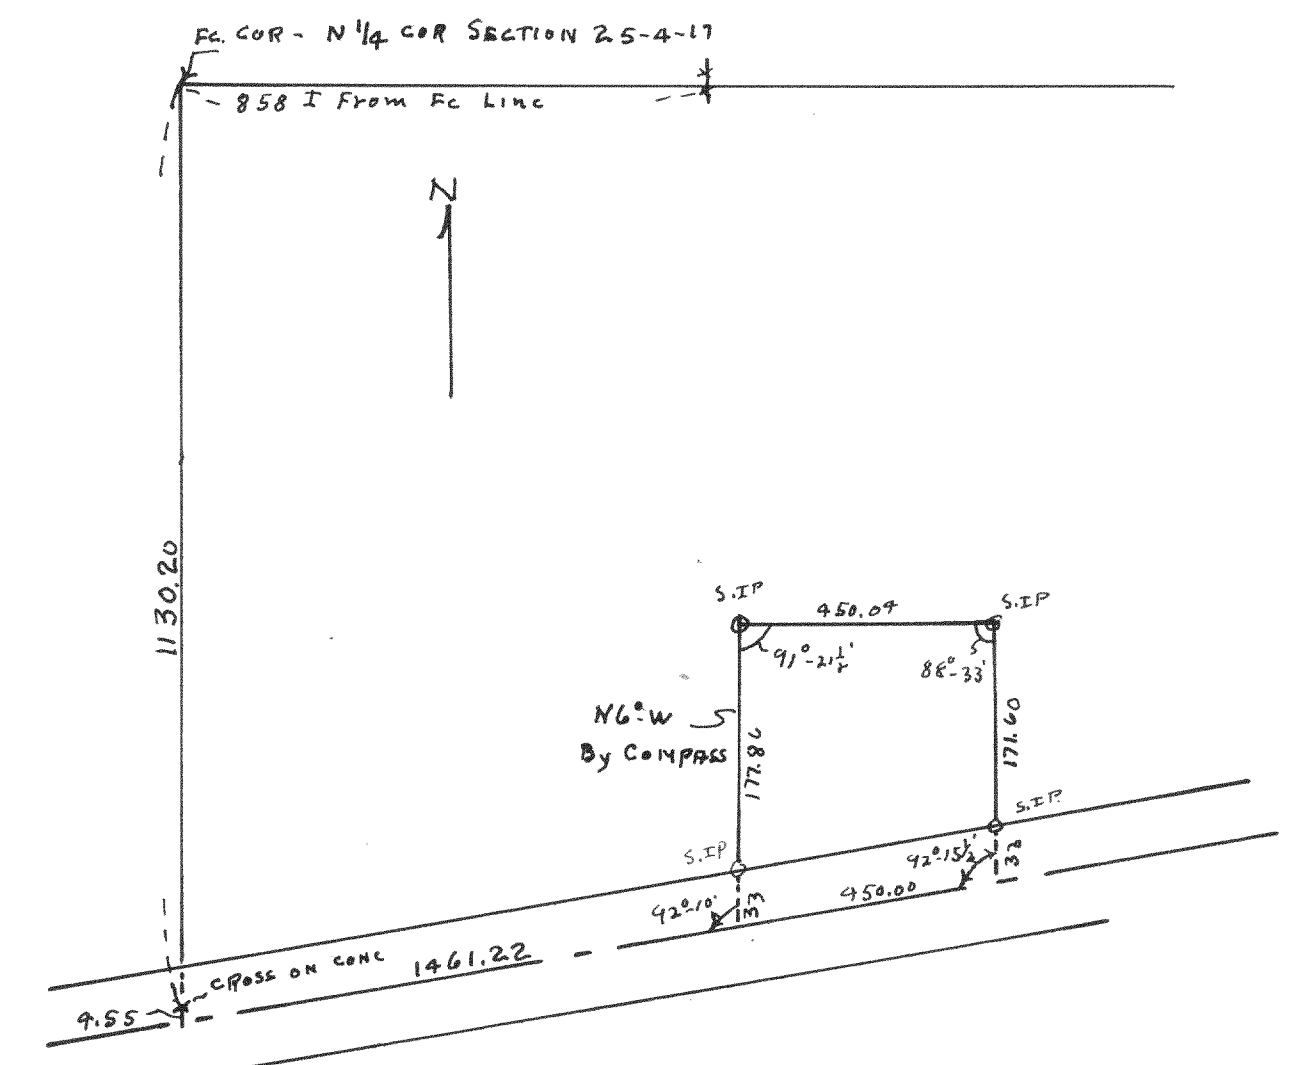 Fc. COR - N 1/4 COR SECTION 25-4-17
858 I From Fc Line
N
1130.20
S.IP
450.04
S.IP
91°-21½'
88°-33'
N6°-W
By COMPASS
177.86
171.60
S.IP
S.IP.
92°-15½'
33
92°-10'
33
450.00
CROSS ON CONC
1461.22
9.55